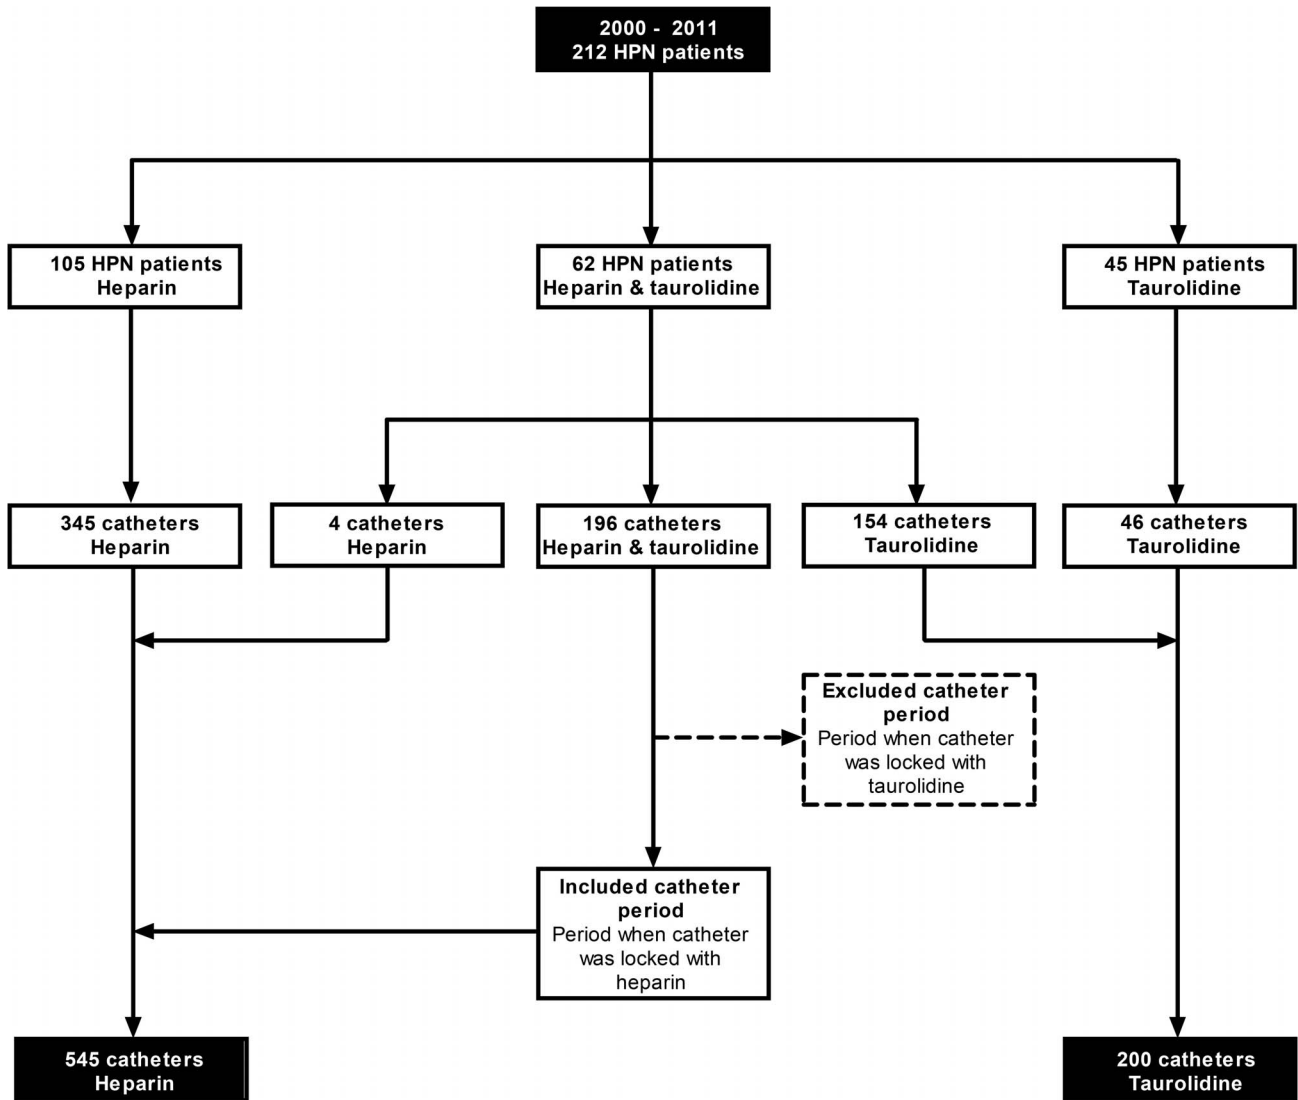 2000 - 2011
212 HPN patients
105 HPN patients
Heparin
62 HPN patients
Heparin & taurolidine
45 HPN patients
Taurolidine
345 catheters
Heparin
4 catheters
Heparin
196 catheters
Heparin & taurolidine
154 catheters
Taurolidine
46 catheters
Taurolidine
Excluded catheter
period
Period when catheter
was locked with
taurolidine
Included catheter
period
Period when catheter
was locked with
heparin
545 catheters
Heparin
200 catheters
Taurolidine